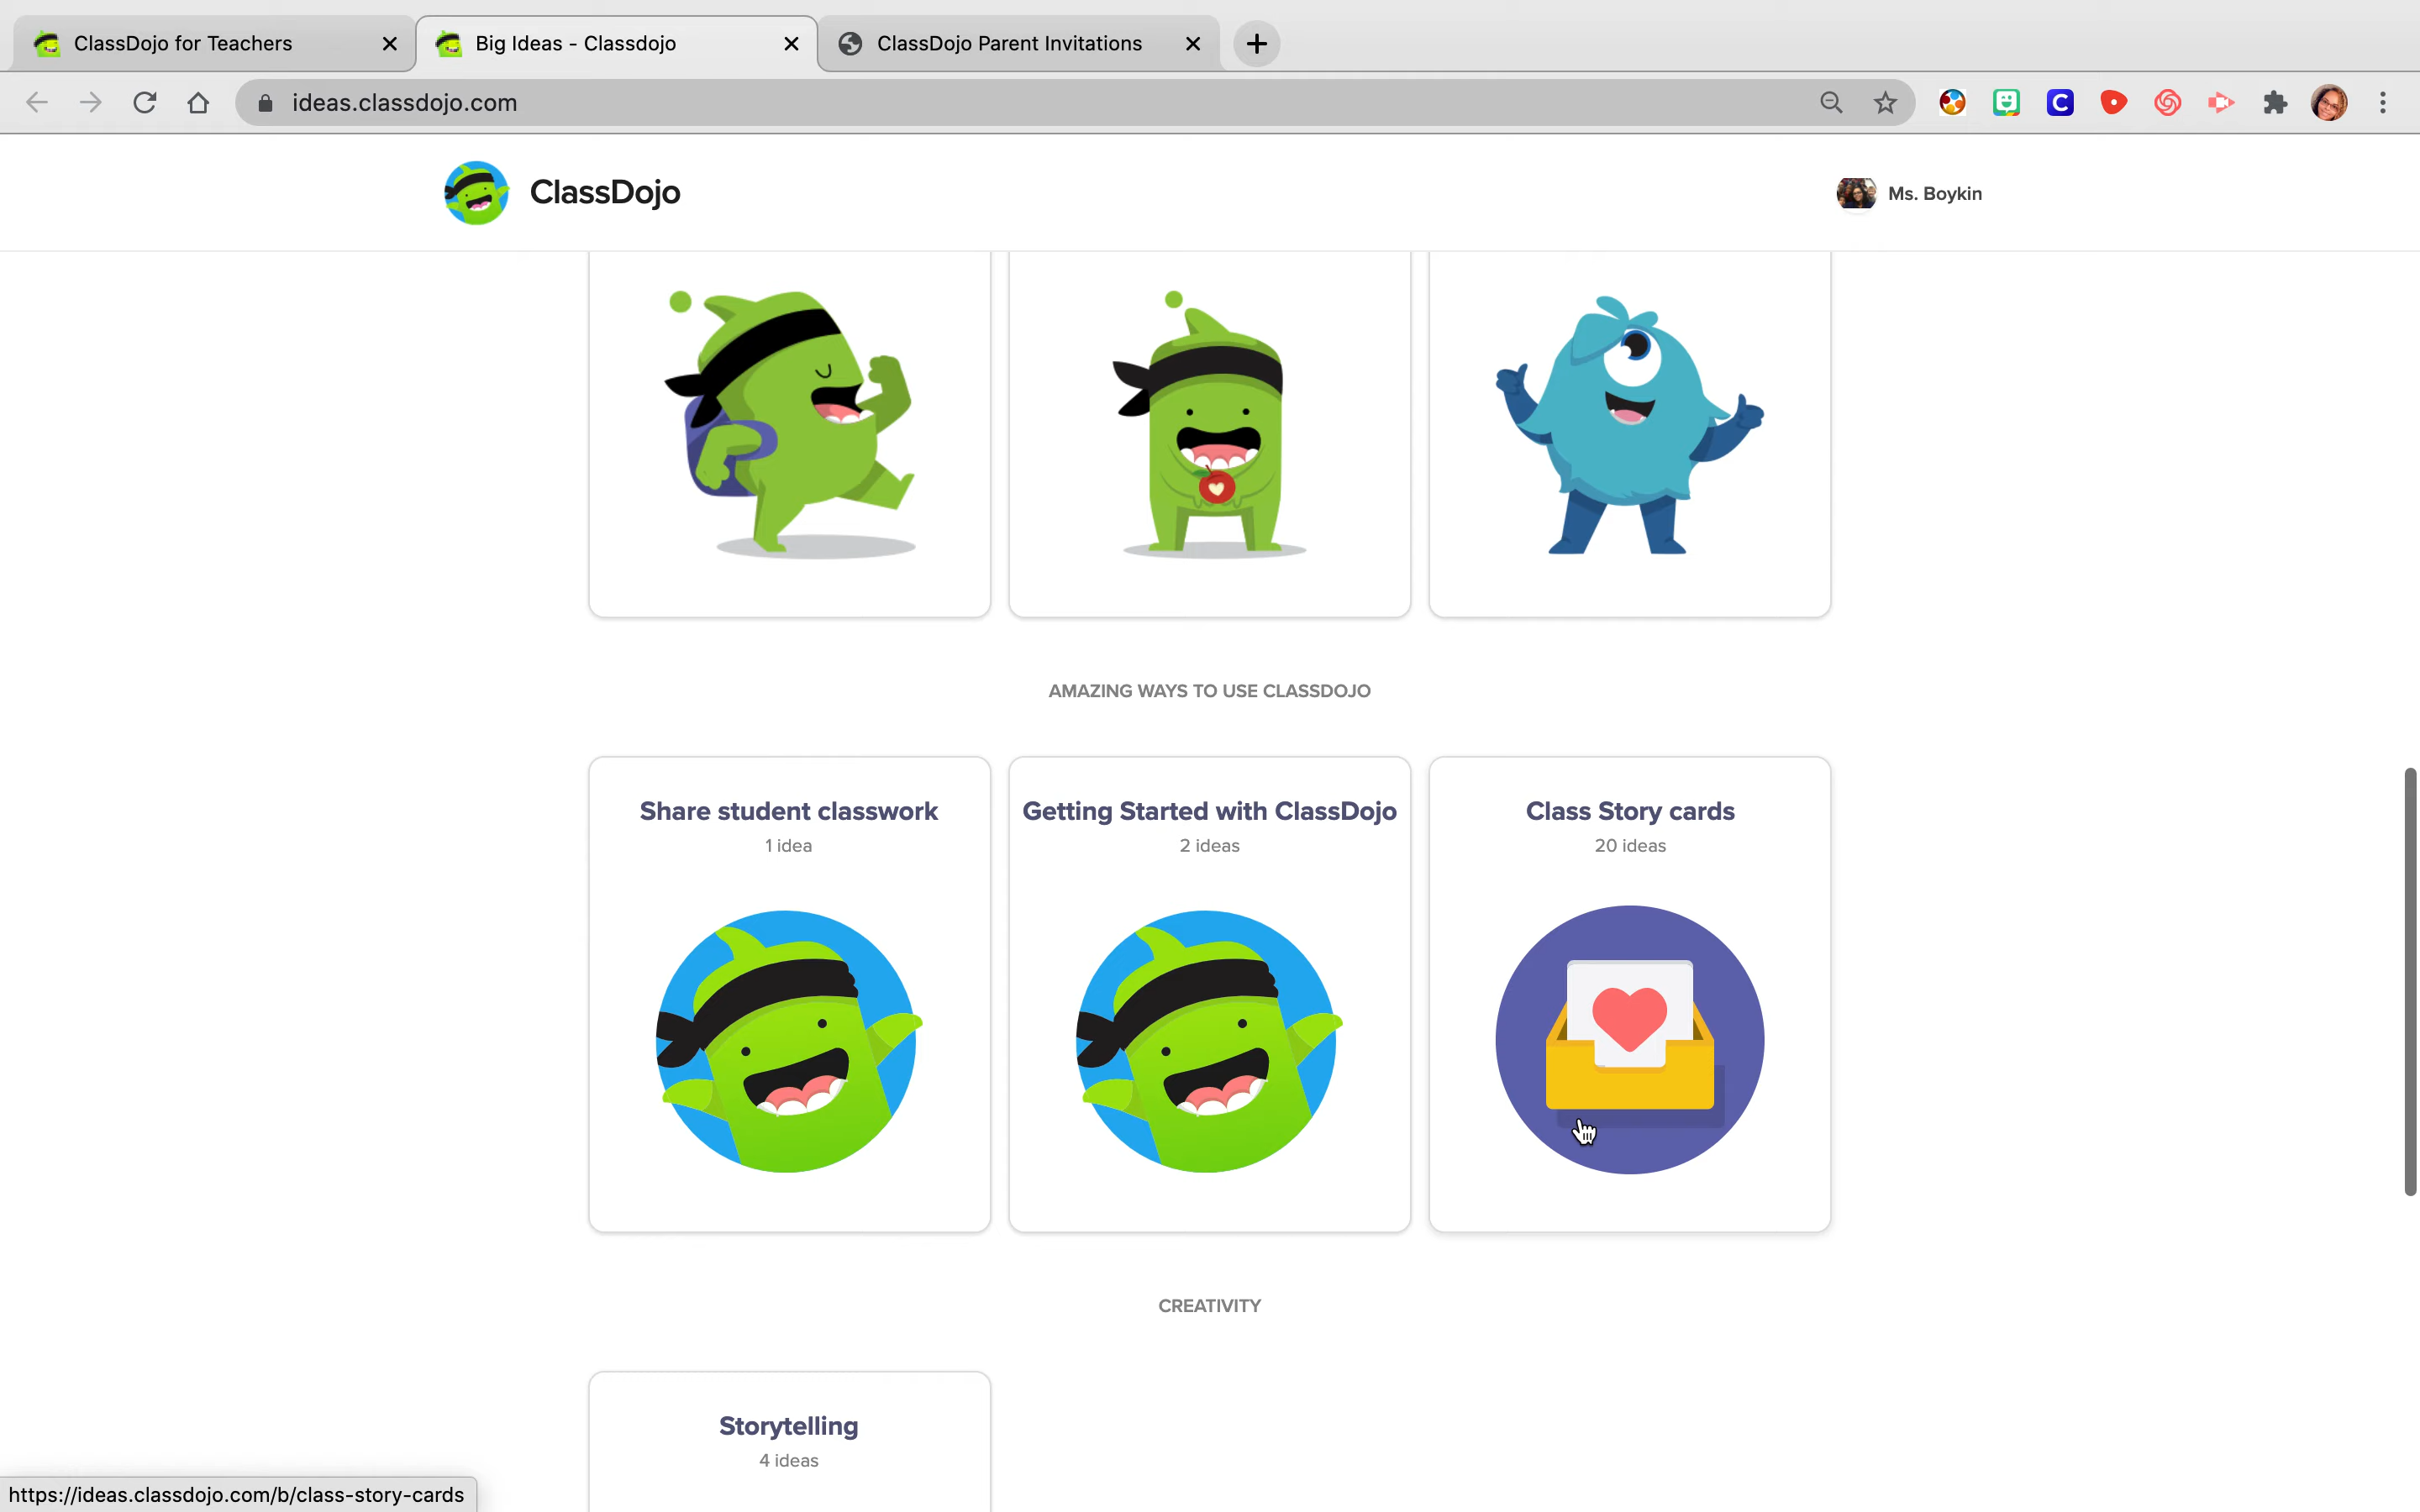 ClassDojo for Teachers
Big Ideas - Classdojo
ClassDojo Parent Invitations
ideas.classdojo.com
ClassDojo
Ms. Boykin
AMAZING WAYS TO USE CLASSDOJO
Share student classwork
1 idea
Getting Started with ClassDojo
2 ideas
Class Story cards
20 ideas
CREATIVITY
Storytelling
4 ideas
https://ideas.classdojo.com/b/class-story-cards